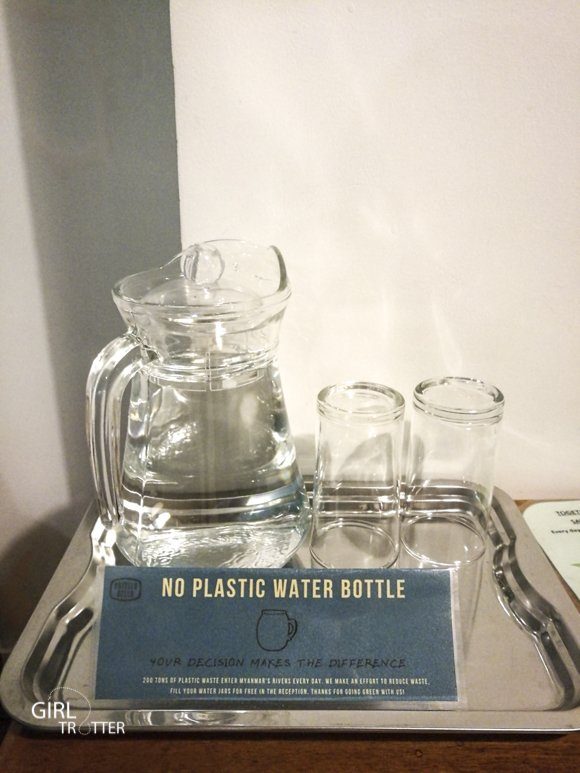 NO PLASTIC WATER BOTTLE
YOUR DECISION MAKES THE DIFFERENCE
200 TONS OF PLASTIC WASTE ENTER MYANMAR'S RIVERS EVERY DAY. WE MAKE AN EFFORT TO REDUCE WASTE,
FILL YOUR WATER JARS FOR FREE IN THE RECEPTION. THANKS FOR GOING GREEN WITH US!
Every day
GIRL
TROTTER